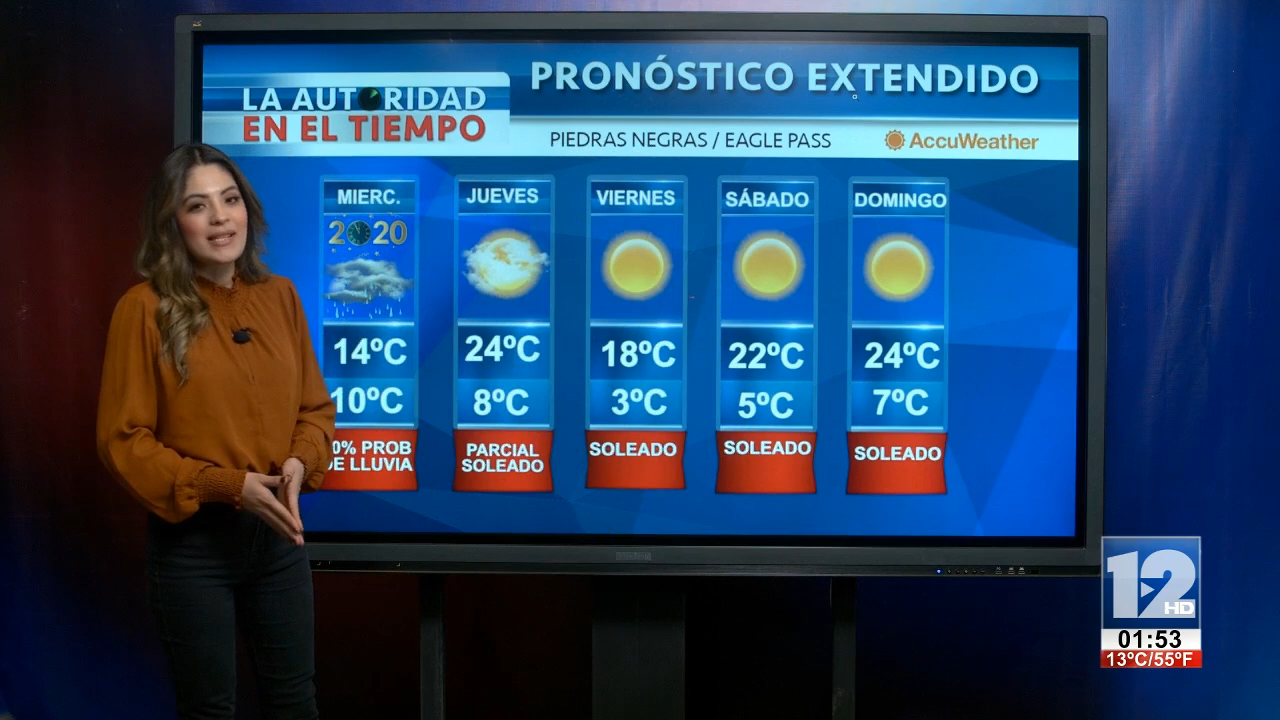 PRONÓSTICO EXTENDIDO
LA AUTORIDAD
EN EL TIEMPO
PIEDRAS NEGRAS / EAGLE PASS
AccuWeather
MIERC.
2020
14ºC
10ºC
PROB
DE LLUVIA
JUEVES
24ºC
8ºC
PARCIAL
SOLEADO
VIERNES
18ºC
3ºC
SOLEADO
SÁBADO
22ºC
5ºC
SOLEADO
DOMINGO
24ºC
7ºC
SOLEADO
12
HD
01:53
13ºC/55ºF